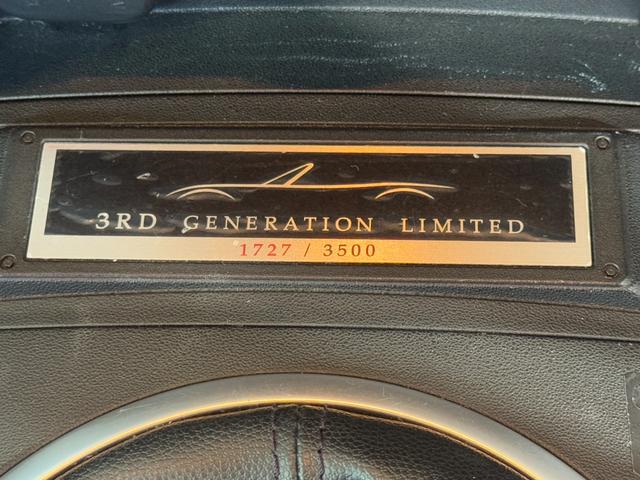 3RD GENERATION LIMITED
1727 / 3500